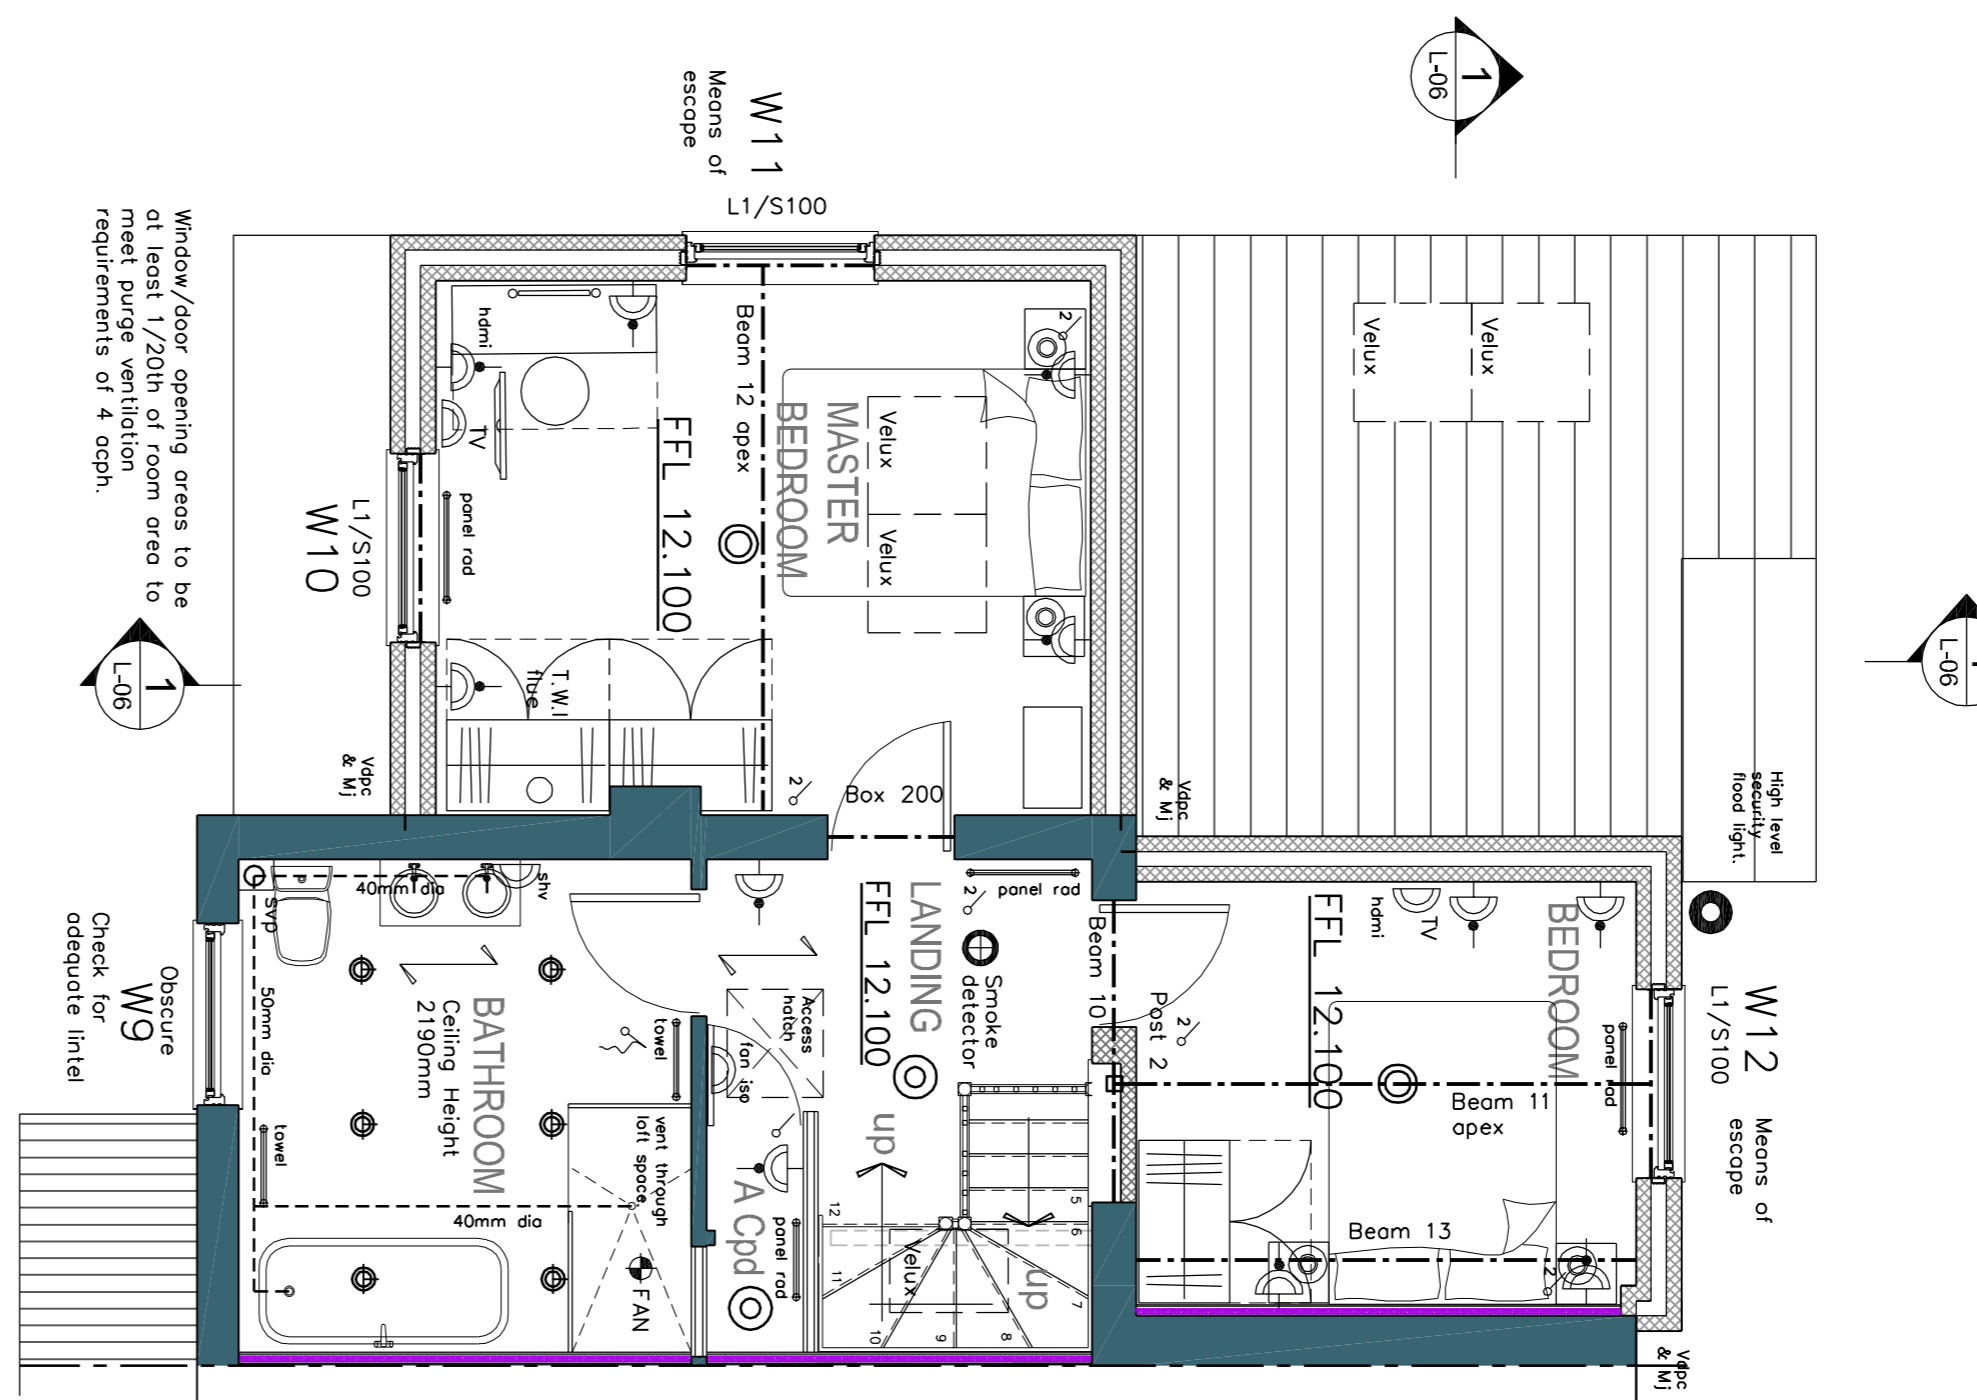 1
L-06
W11
Means of
escape
L1/S100
Window/door opening areas to be
at least 1/20th of room area to
meet purge ventilation
requirements of 4 acph.
hdmi
TV
panel rad
L1/S100
W10
FFL 12.100
Beam 12 apex
MASTER
BEDROOM
Velux
Velux
2
Velux
Velux
1
L-06
1
L-06
T.W.I
flue
Vdpc
& Mj
2
Box 200
Vdpc
& Mj
High level
security
flood light.
svp
40mm dia
shv
50mm dia
Obscure
W9
Check for
adequate lintel
BATHROOM
Ceiling Height
2190mm
towel
towel
40mm dia
vent through
loft space.
FAN
fan iso
Access
hatch
A Cpd
panel rad
LANDING
FFL 12.100
2
panel rad
Smoke
detector
Beam 10
Post 2
2
up
up
Velux
5
6
7
8
9
10
11
12
hdmi
TV
BEDROOM
FFL 12.100
panel rad
Beam 11
apex
Beam 13
2
W12
L1/S100
Means of
escape
Vdpc
& Mj